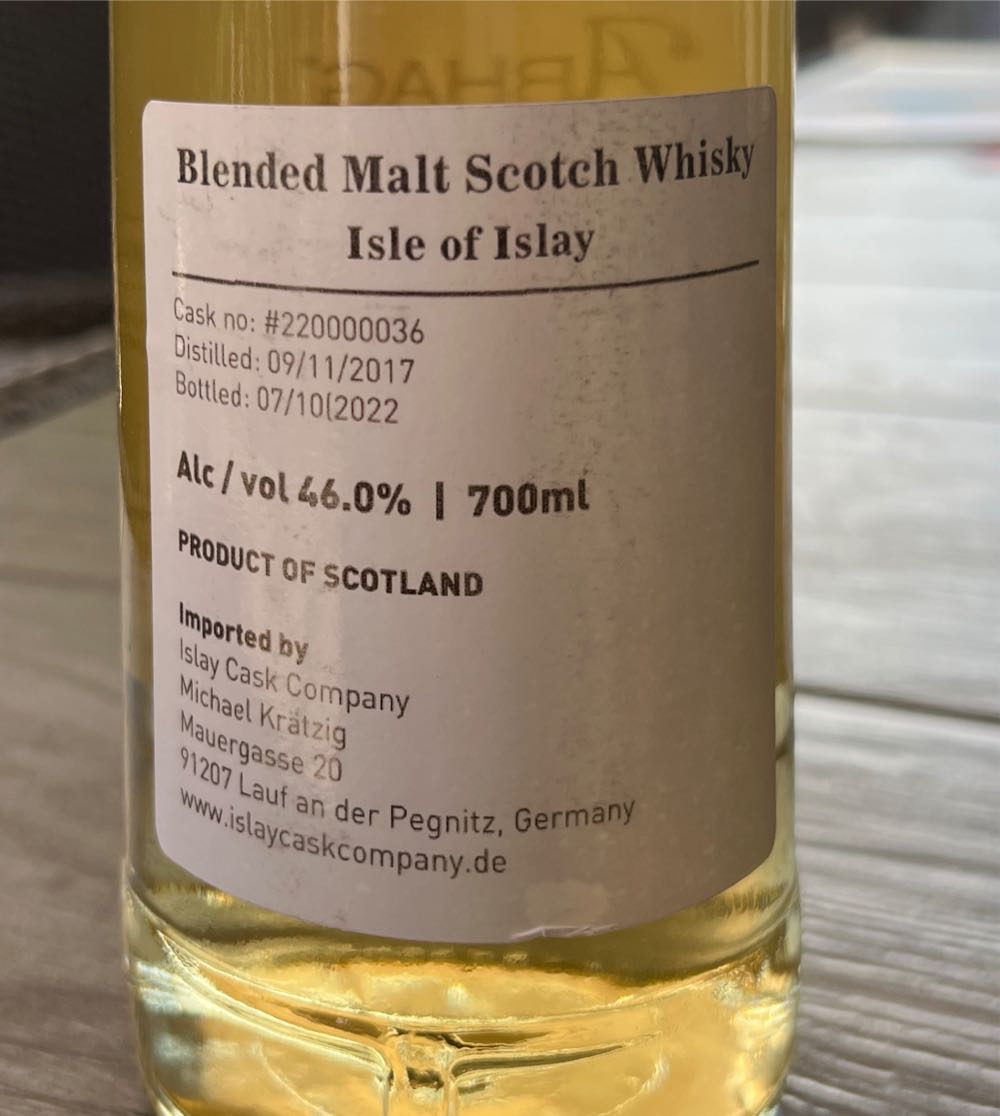 ABHAG
Blended Malt Scotch Whisky
Isle of Islay
Cask no: #220000036
Distilled: 09/11/2017
Bottled: 07/10(2022
Alc / vol 46.0% | 700ml
PRODUCT OF SCOTLAND
Imported by
Islay Cask Company
Michael Krätzig
Mauergasse 20
91207 Lauf an der Pegnitz, Germany
www.islaycaskcompany.de